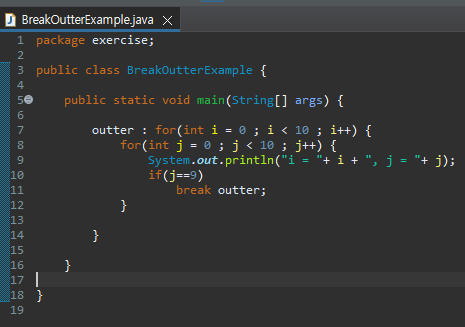 BreakOutterExample.java
1 package exercise;
2
3 public class BreakOutterExample {
4
5     public static void main(String[] args) {
6
7         outter : for(int i = 0 ; i < 10 ; i++) {
8             for(int j = 0 ; j < 10 ; j++) {
9                 System.out.println("i = "+ i + ", j = "+ j);
10                 if(j==9)
11                     break outter;
12             }
13
14         }
15
16     }
17
18 }
19